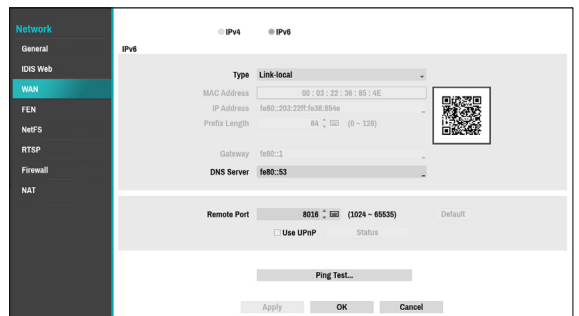 Network
General
IDIS Web
WAN
FEN
NetFS
RTSP
Firewall
NAT
IPv4 IPv6
IPv6
Type Link-local
MAC Address 00 : 03 : 22 : 38 : 85 : 4E
IP Address fe80::203:22ff:fe38:854e
Prefix Length 64 (0 ~ 128)
Gateway fe80::1
DNS Server fe80::53
Remote Port 8016 (1024 ~ 65535) Default
Use UPnP Status
Ping Test...
Apply OK Cancel